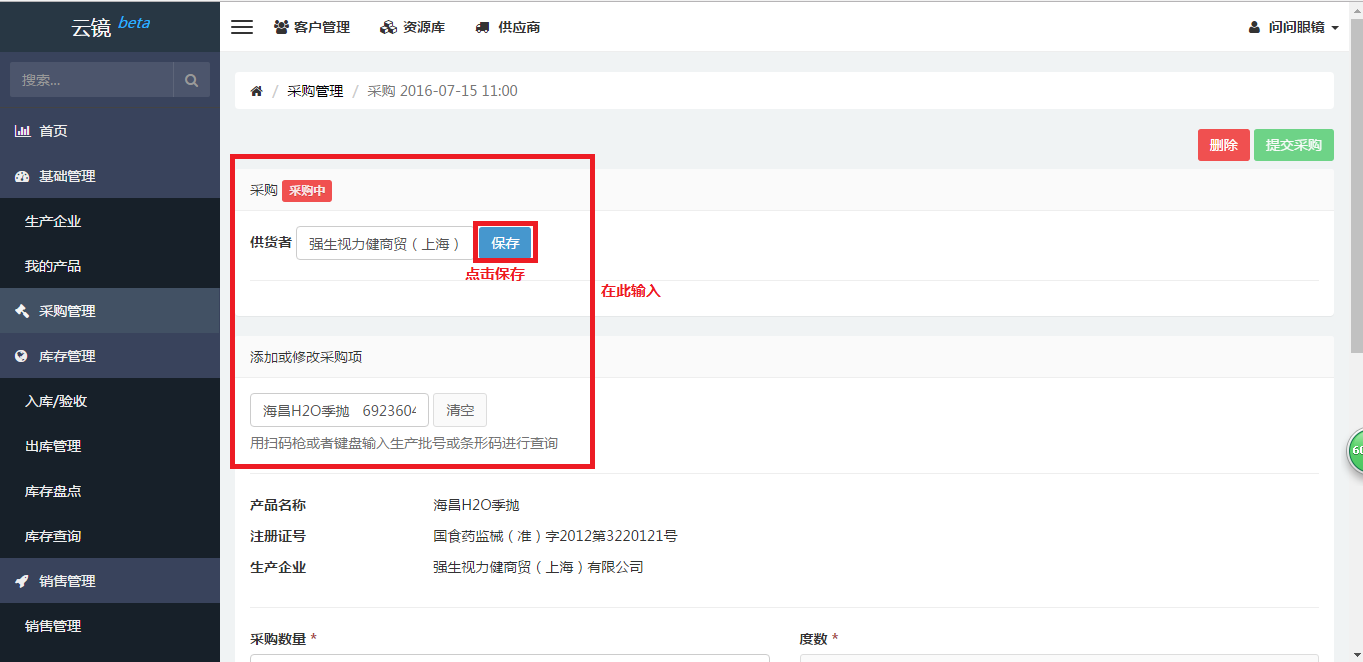 云镜 beta
客户管理 资源库 供应商 问问眼镜
搜索...
首页
基础管理
生产企业
我的产品
采购管理
库存管理
入库/验收
出库管理
库存盘点
库存查询
销售管理
销售管理
/ 采购管理 / 采购 2016-07-15 11:00
删除 提交采购
采购 采购中
供货者 强生视力健商贸（上海） 保存
点击保存
在此输入
添加或修改采购项
海昌H2O季抛 6923604 清空
用扫码枪或者键盘输入生产批号或条形码进行查询
产品名称 海昌H2O季抛
注册证号 国食药监械（准）字2012第3220121号
生产企业 强生视力健商贸（上海）有限公司
采购数量 * 度数 *